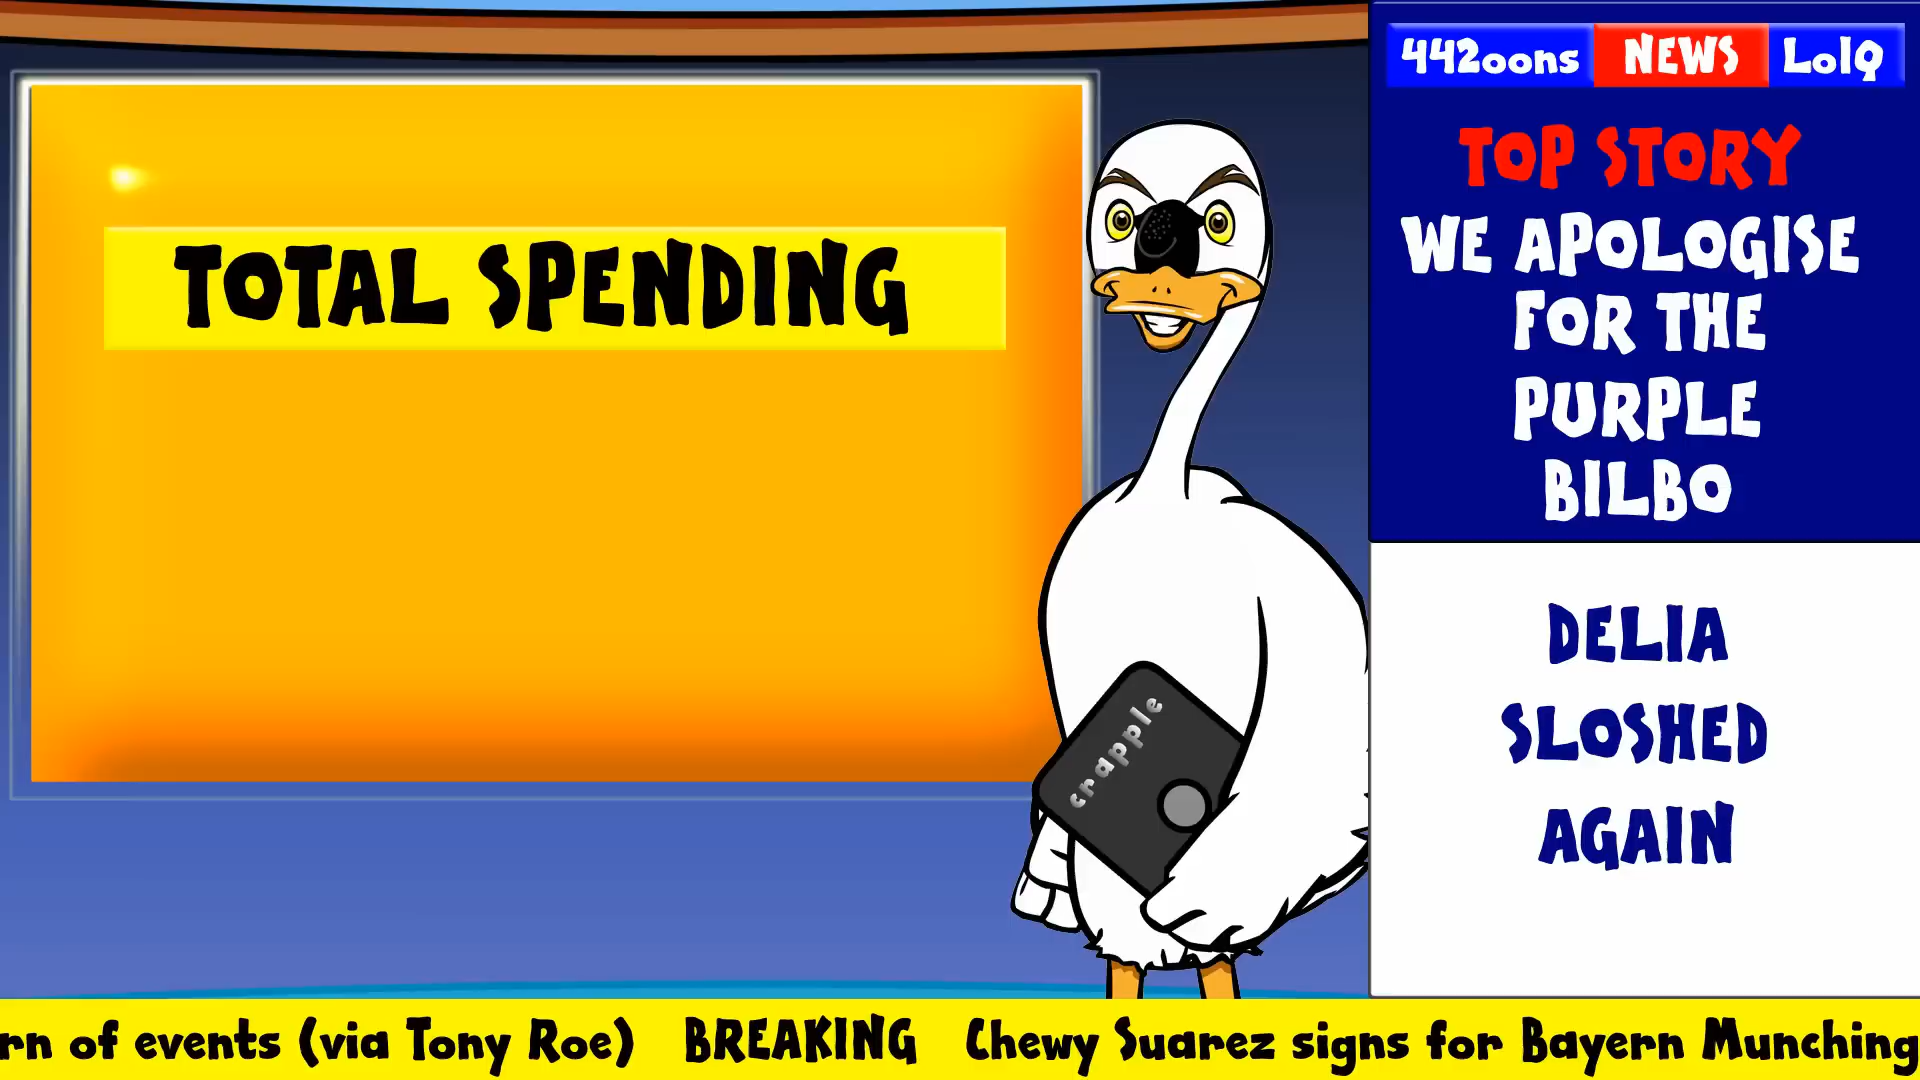 442oons NEWS LolQ
TOP STORY
WE APOLOGISE
FOR THE
PURPLE
BILBO
TOTAL SPENDING
DELIA
SLOSHED
AGAIN
crapple
rn of events (via Tony Roe) BREAKING Chewy Suarez signs for Bayern Munching